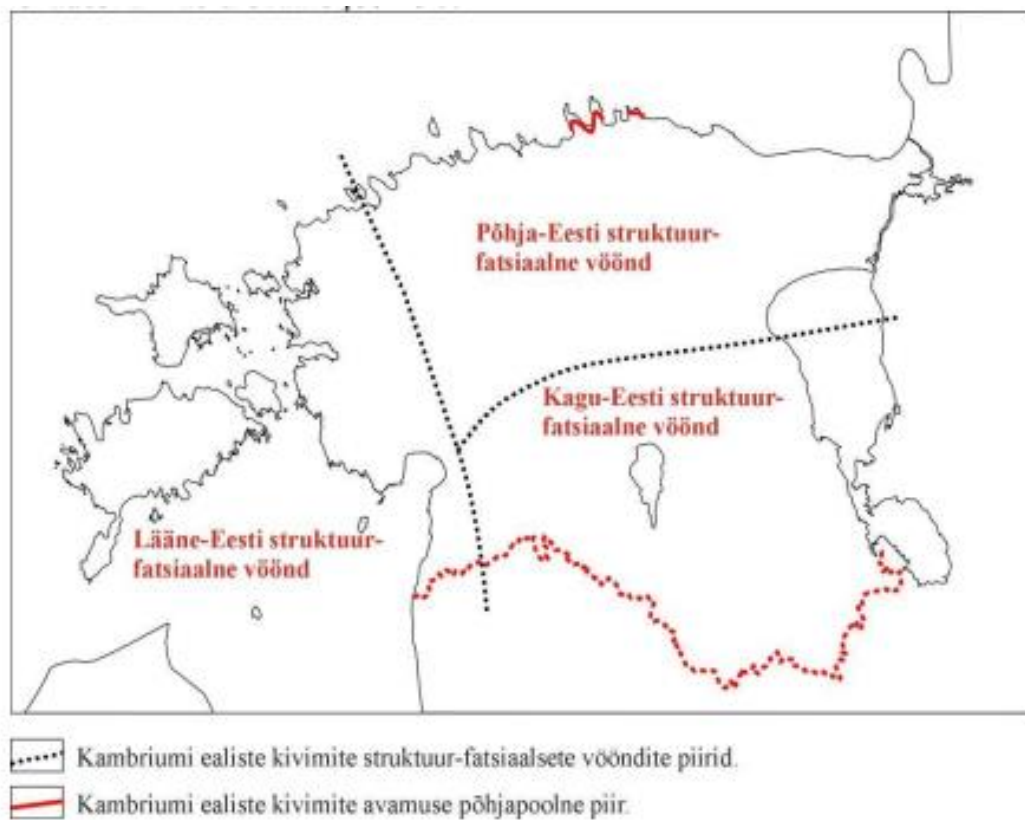 Põhja-Eesti struktuur-
fatsiaalne vöönd
Kagu-Eesti struktuur-
fatsiaalne vöönd
Lääne-Eesti struktuur-
fatsiaalne vöönd
Kambriumi ealiste kivimite struktuur-fatsiaalsete vööndite piirid.
Kambriumi ealiste kivimite avamuse põhjapoolne piir.